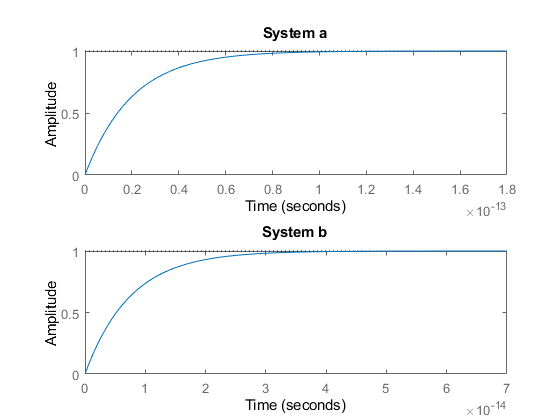 System a
1
0.5
0
Amplitude
0 0.2 0.4 0.6 0.8 1 1.2 1.4 1.6 1.8
Time (seconds)
×10-13
System b
1
0.5
0
Amplitude
0 1 2 3 4 5 6 7
Time (seconds)
×10-14